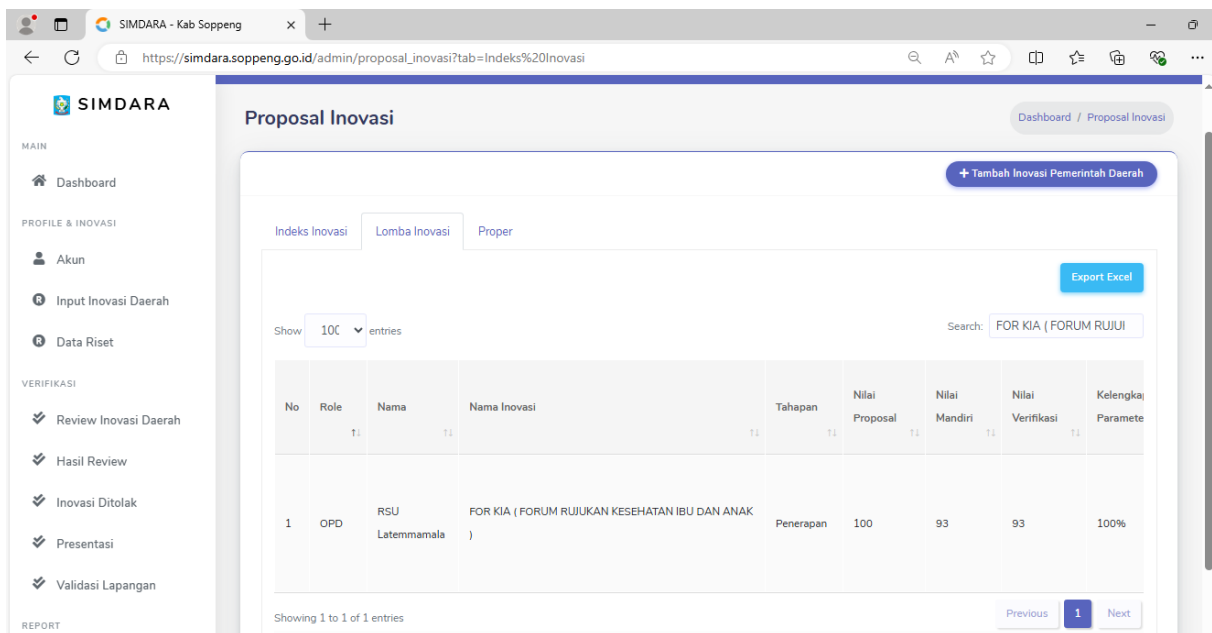 SIMDARA - Kab Soppeng
https://simdara.soppeng.go.id/admin/proposal_inovasi?tab=Indeks%20Inovasi
SIMDARA
MAIN
Dashboard
PROFILE & INOVASI
Akun
Input Inovasi Daerah
Data Riset
VERIFIKASI
Review Inovasi Daerah
Hasil Review
Inovasi Ditolak
Presentasi
Validasi Lapangan
REPORT
Proposal Inovasi
Dashboard / Proposal Inovasi
+ Tambah Inovasi Pemerintah Daerah
Indeks Inovasi Lomba Inovasi Proper
Export Excel
Show 100 entries
Search: FOR KIA ( FORUM RUJUI
No Role Nama Nama Inovasi Tahapan Nilai Proposal Nilai Mandiri Nilai Verifikasi Kelengka Paramete
1 OPD RSU Latemmamala FOR KIA ( FORUM RUJUKAN KESEHATAN IBU DAN ANAK ) Penerapan 100 93 93 100%
Showing 1 to 1 of 1 entries
Previous 1 Next